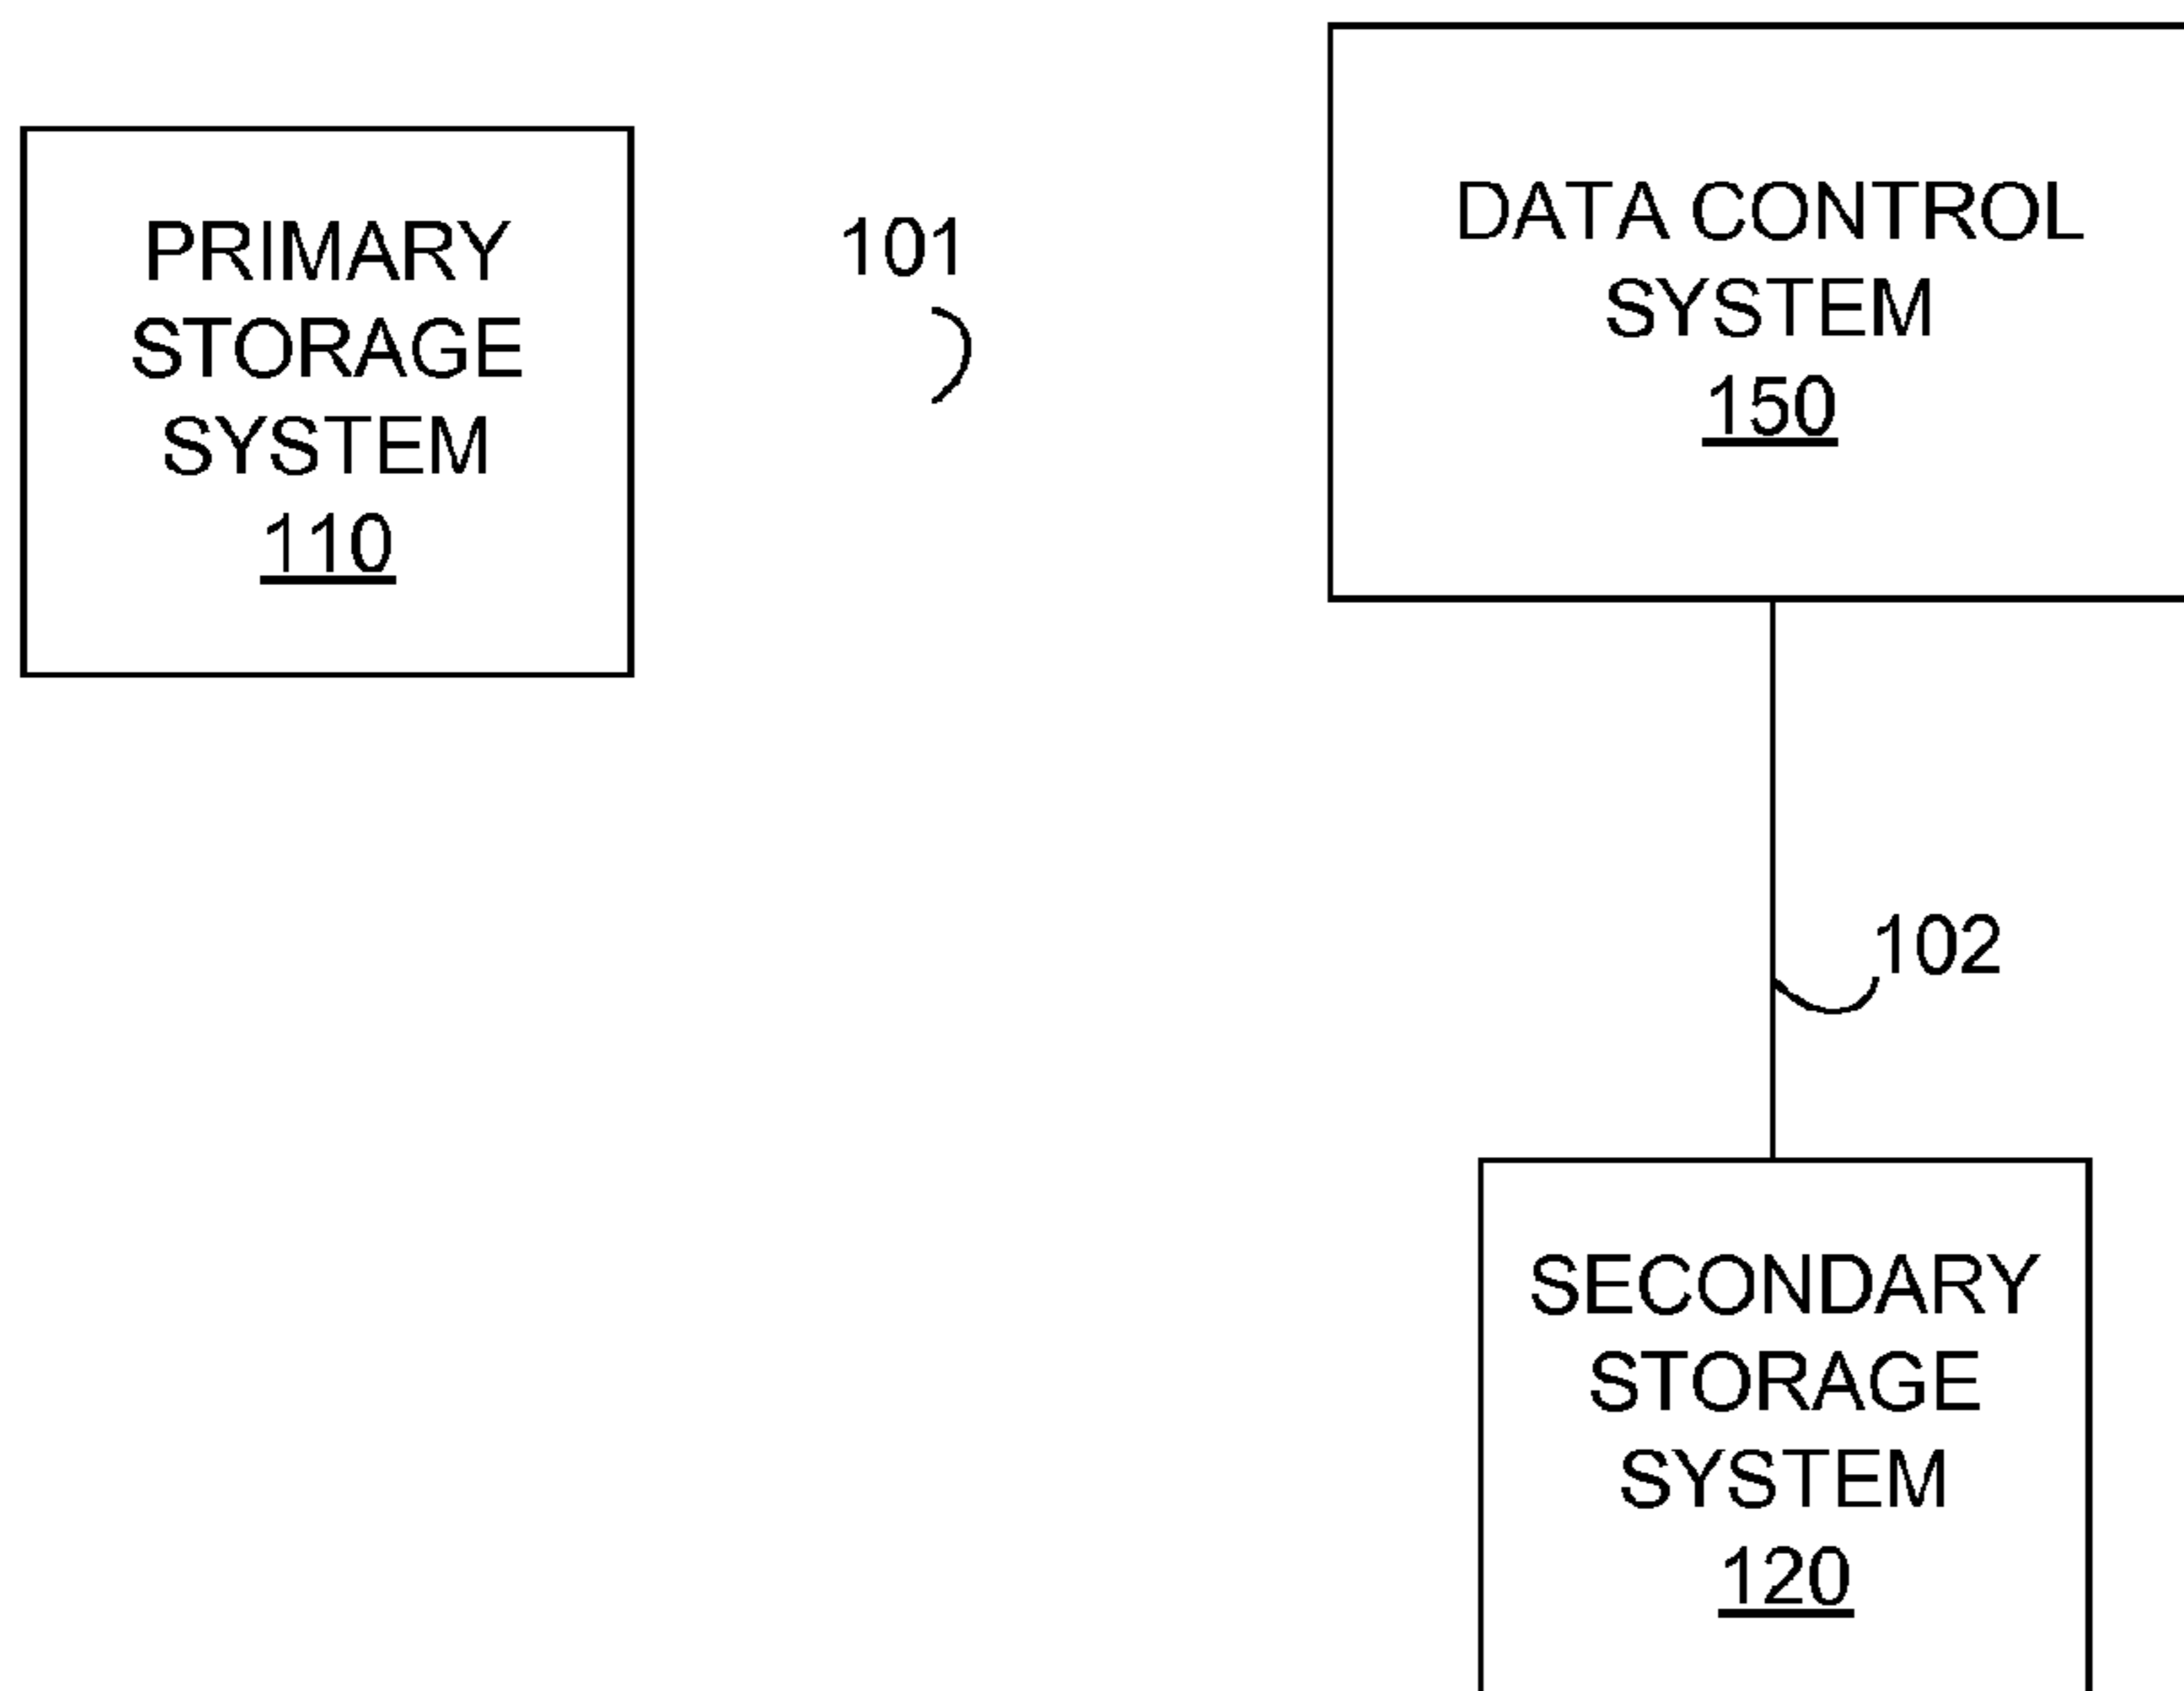 PRIMARY
STORAGE
SYSTEM
110
101
DATA CONTROL
SYSTEM
150
102
SECONDARY
STORAGE
SYSTEM
120